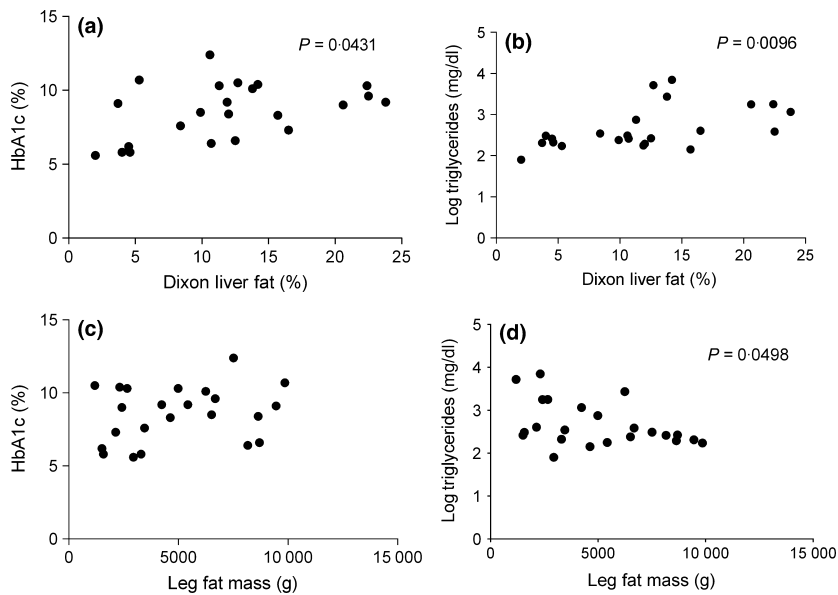 (a)
P = 0·0431
HbA1c (%)
15
10
5
0
0 5 10 15 20 25
Dixon liver fat (%)
(b)
P = 0·0096
Log triglycerides (mg/dl)
5
4
3
2
1
0
0 5 10 15 20 25
Dixon liver fat (%)
(c)
HbA1c (%)
15
10
5
0
0 5000 10 000 15 000
Leg fat mass (g)
(d)
P = 0·0498
Log triglycerides (mg/dl)
5
4
3
2
1
0
0 5000 10 000 15 000
Leg fat mass (g)